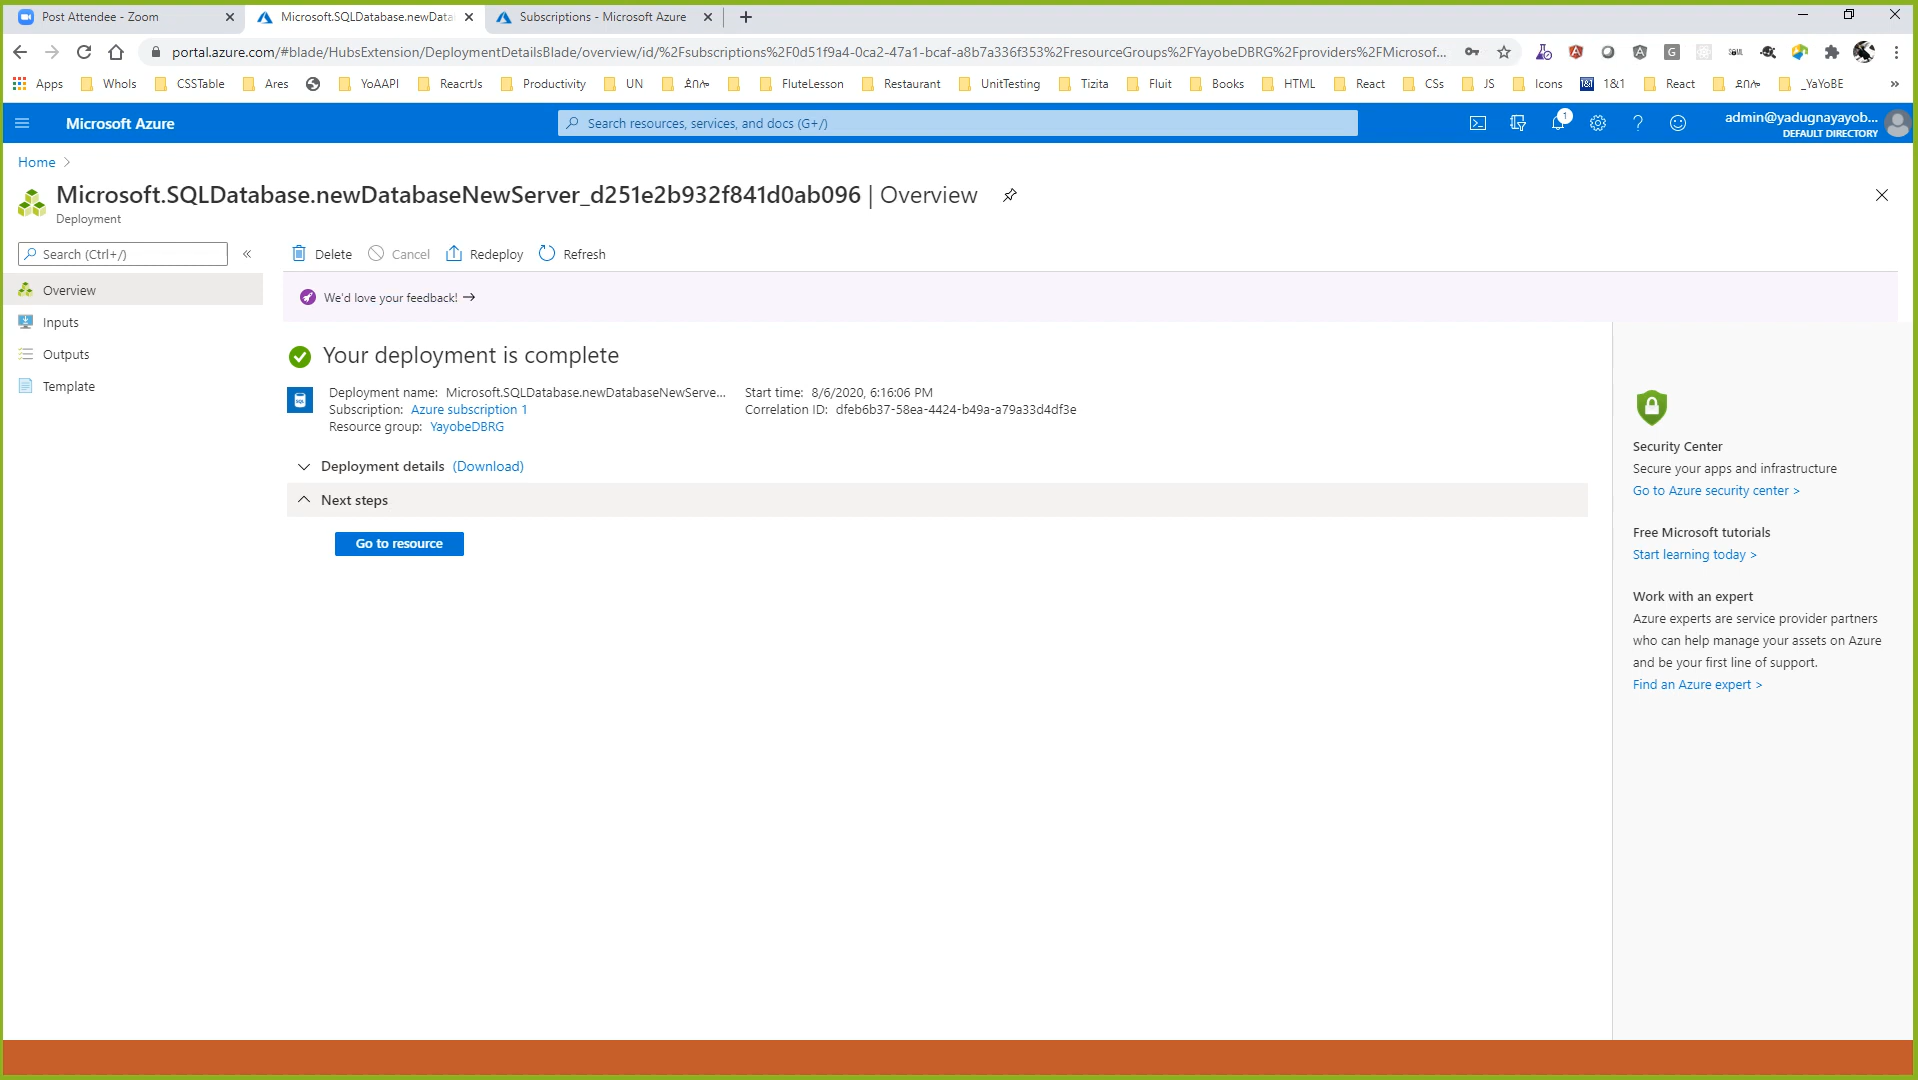 Post Attendee - Zoom
Microsoft.SQLDatabase.newData
Subscriptions - Microsoft Azure
portal.azure.com/#blade/HubsExtension/DeploymentDetailsBlade/overview/id/%2Fsubscriptions%2F0d51f9a4-0ca2-47a1-bcaf-a8b7a336f353%2FresourceGroups%2FYayobeDBRG%2Fproviders%2FMicrosof...
Apps WhoIs CSSTable Ares YoAAPI ReactJs Productivity UN ደስሎ FluteLesson Restaurant UnitTesting Tizita Fluit Books HTML React CSs JS Icons 1&1 React ደስሎ _YaYoBE »
Microsoft Azure
Search resources, services, and docs (G+/)
1
admin@yadugnayayob...
DEFAULT DIRECTORY
Home >
Microsoft.SQLDatabase.newDatabaseNewServer_d251e2b932f841d0ab096 | Overview
Deployment
Search (Ctrl+/)
«
Overview
Inputs
Outputs
Template
Delete Cancel Redeploy Refresh
We'd love your feedback! →
Your deployment is complete
Deployment name: Microsoft.SQLDatabase.newDatabaseNewServe...
Subscription: Azure subscription 1
Resource group: YayobeDBRG
Start time: 8/6/2020, 6:16:06 PM
Correlation ID: dfeb6b37-58ea-4424-b49a-a79a33d4df3e
Deployment details (Download)
Next steps
Go to resource
Security Center
Secure your apps and infrastructure
Go to Azure security center >
Free Microsoft tutorials
Start learning today >
Work with an expert
Azure experts are service provider partners
who can help manage your assets on Azure
and be your first line of support.
Find an Azure expert >